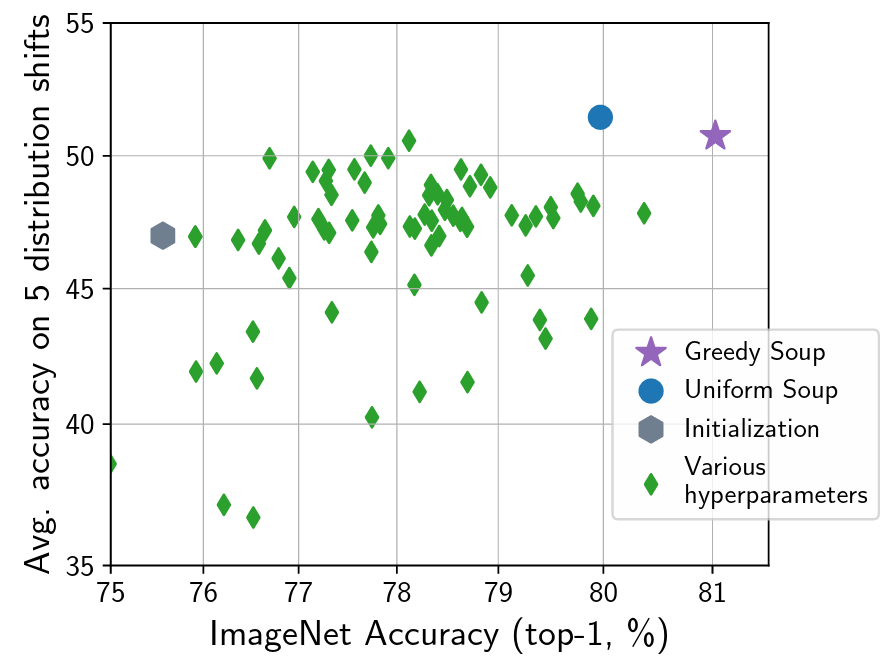 Avg. accuracy on 5 distribution shifts
55
50
45
40
35
75 76 77 78 79 80 81
ImageNet Accuracy (top-1, %)
Greedy Soup
Uniform Soup
Initialization
Various
hyperparameters